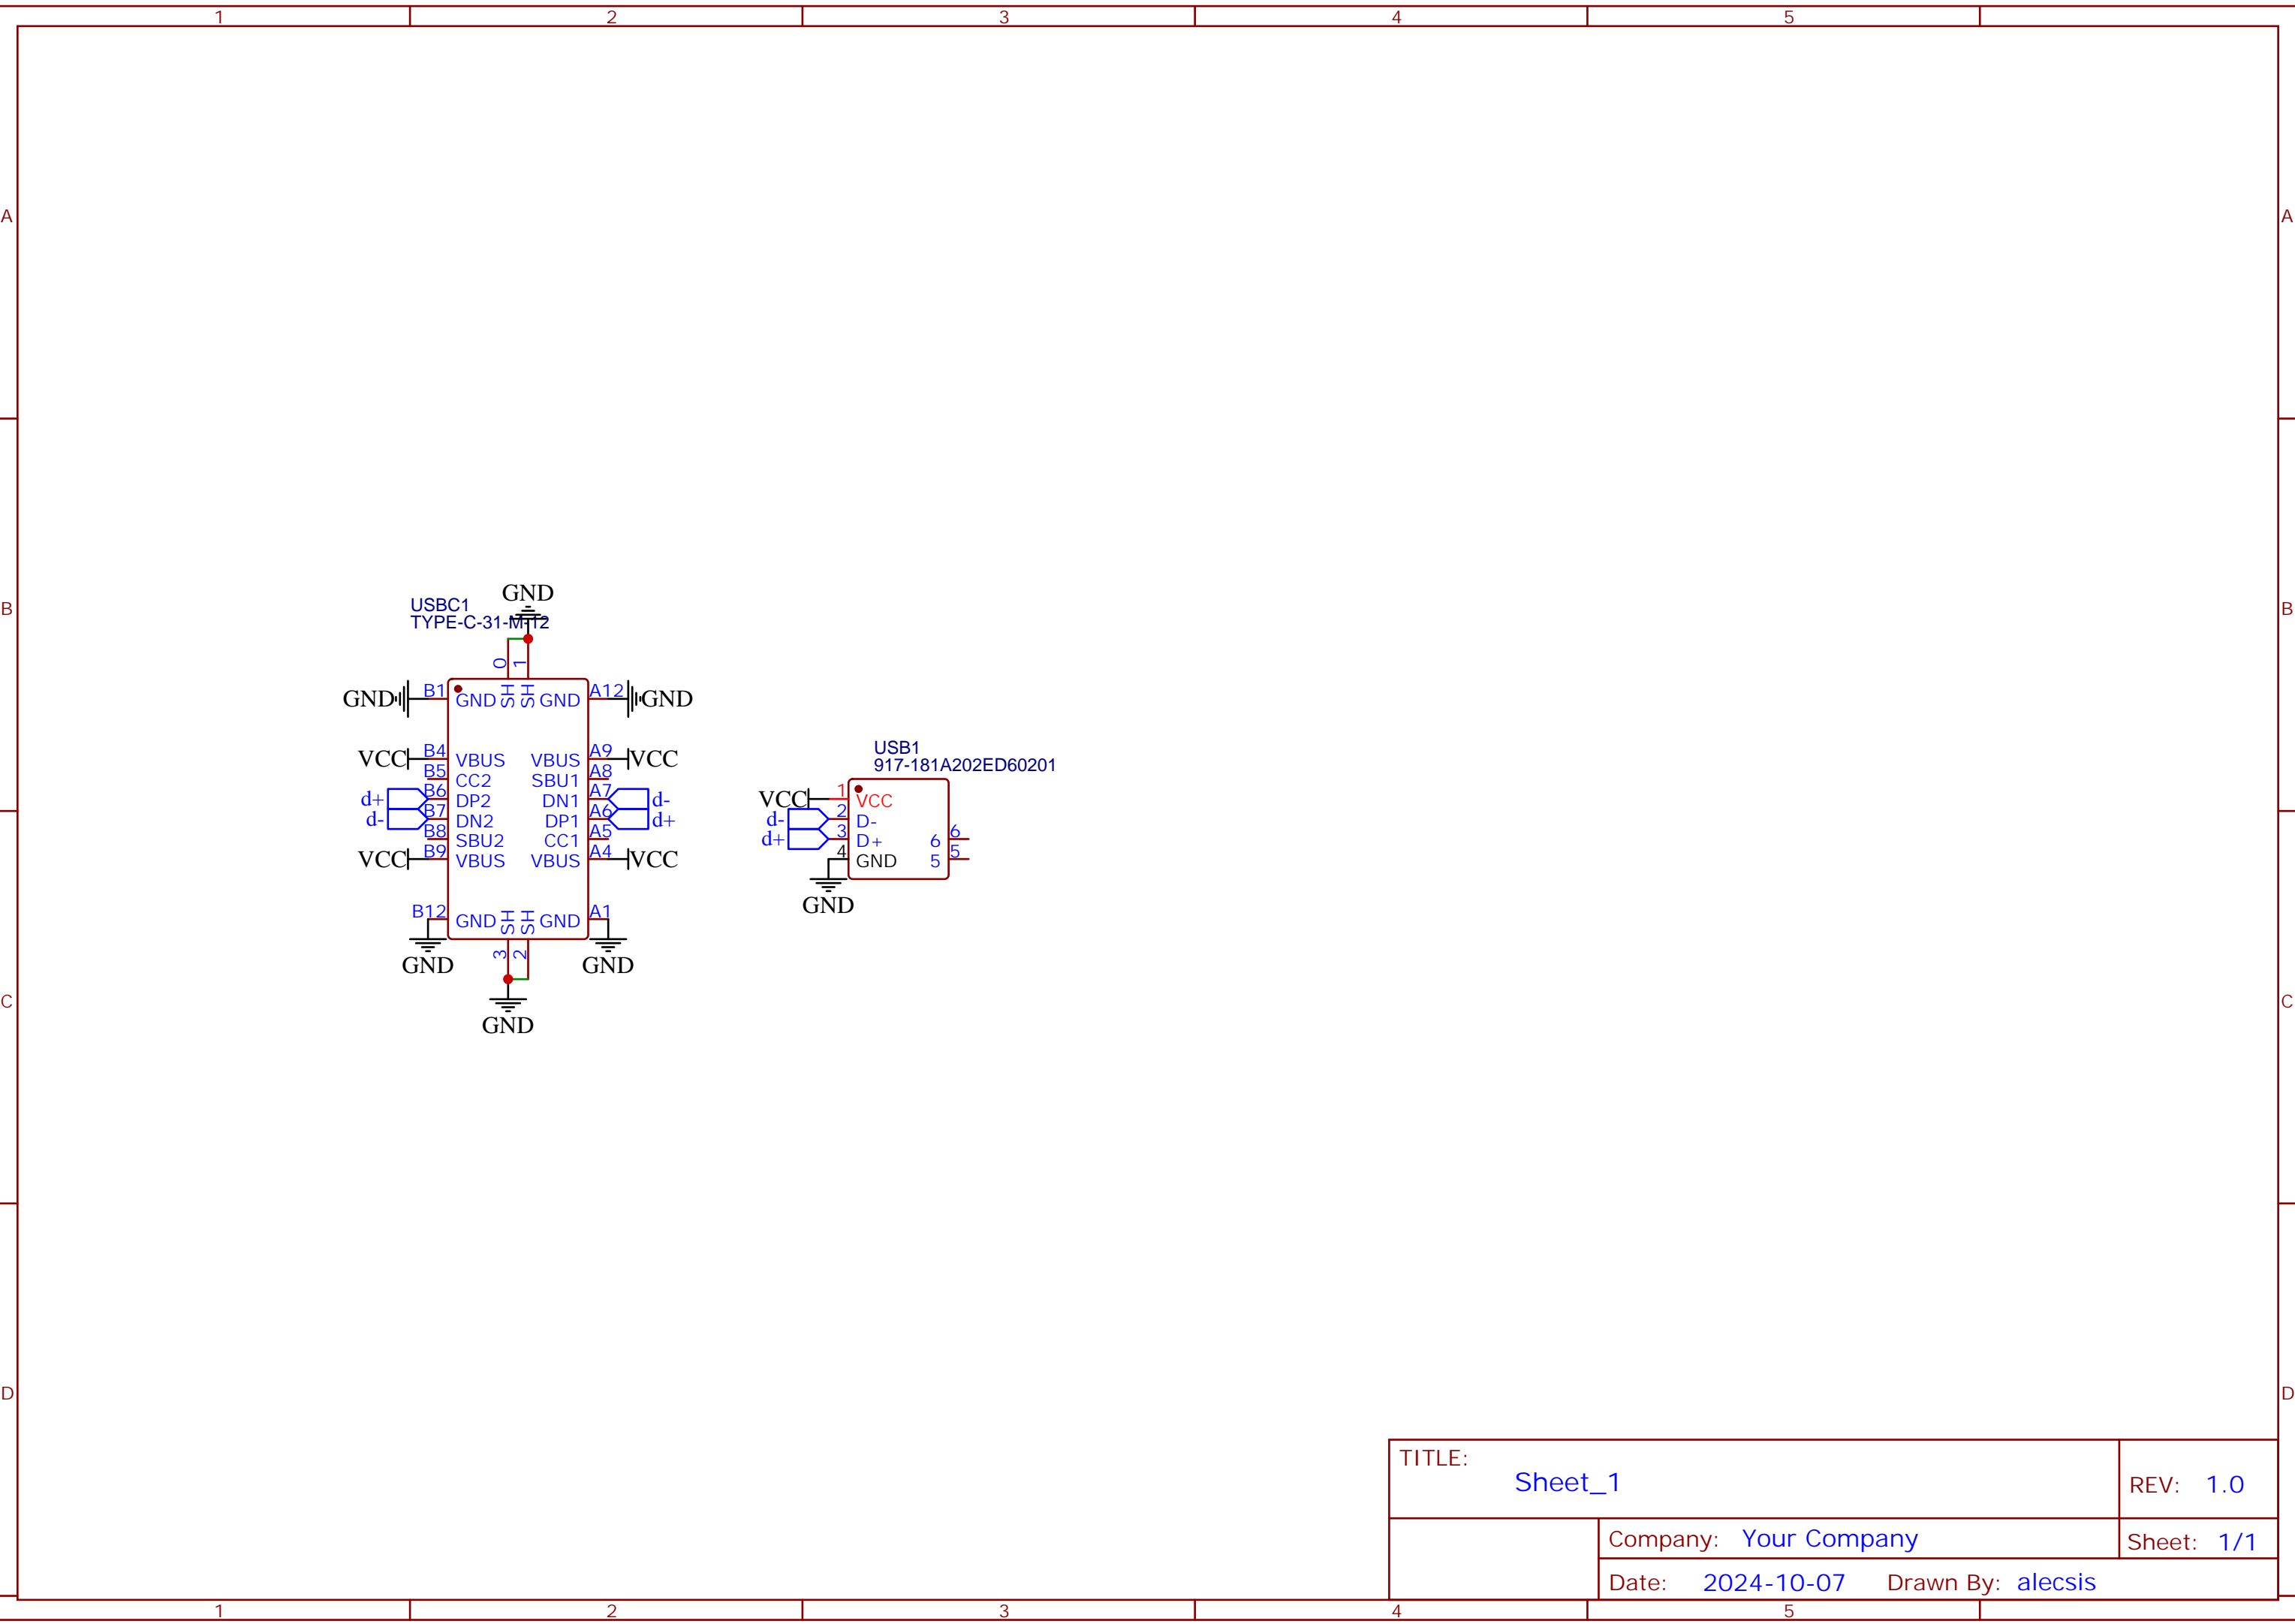 1 2 3 4 5
A A
B B
C C
D D
GND
USBC1
TYPE-C-31-M-12
0 1
GND B1 GND SH SH GND A12 GND
VCC B4 VBUS VBUS A9 VCC
B5 CC2 SBU1 A8
d+ B6 DP2 DN1 A7 d-
d- B7 DN2 DP1 A6 d+
B8 SBU2 CC1 A5
VCC B9 VBUS VBUS A4 VCC
B12 GND SH SH GND A1
3 2
GND GND
GND
USB1
917-181A202ED60201
VCC 1 VCC
d- 2 D-
d+ 3 D+ 6 6
4 GND 5 5
GND
TITLE:
Sheet_1
REV: 1.0
Company: Your Company
Sheet: 1/1
Date: 2024-10-07 Drawn By: alecsis
1 2 3 4 5